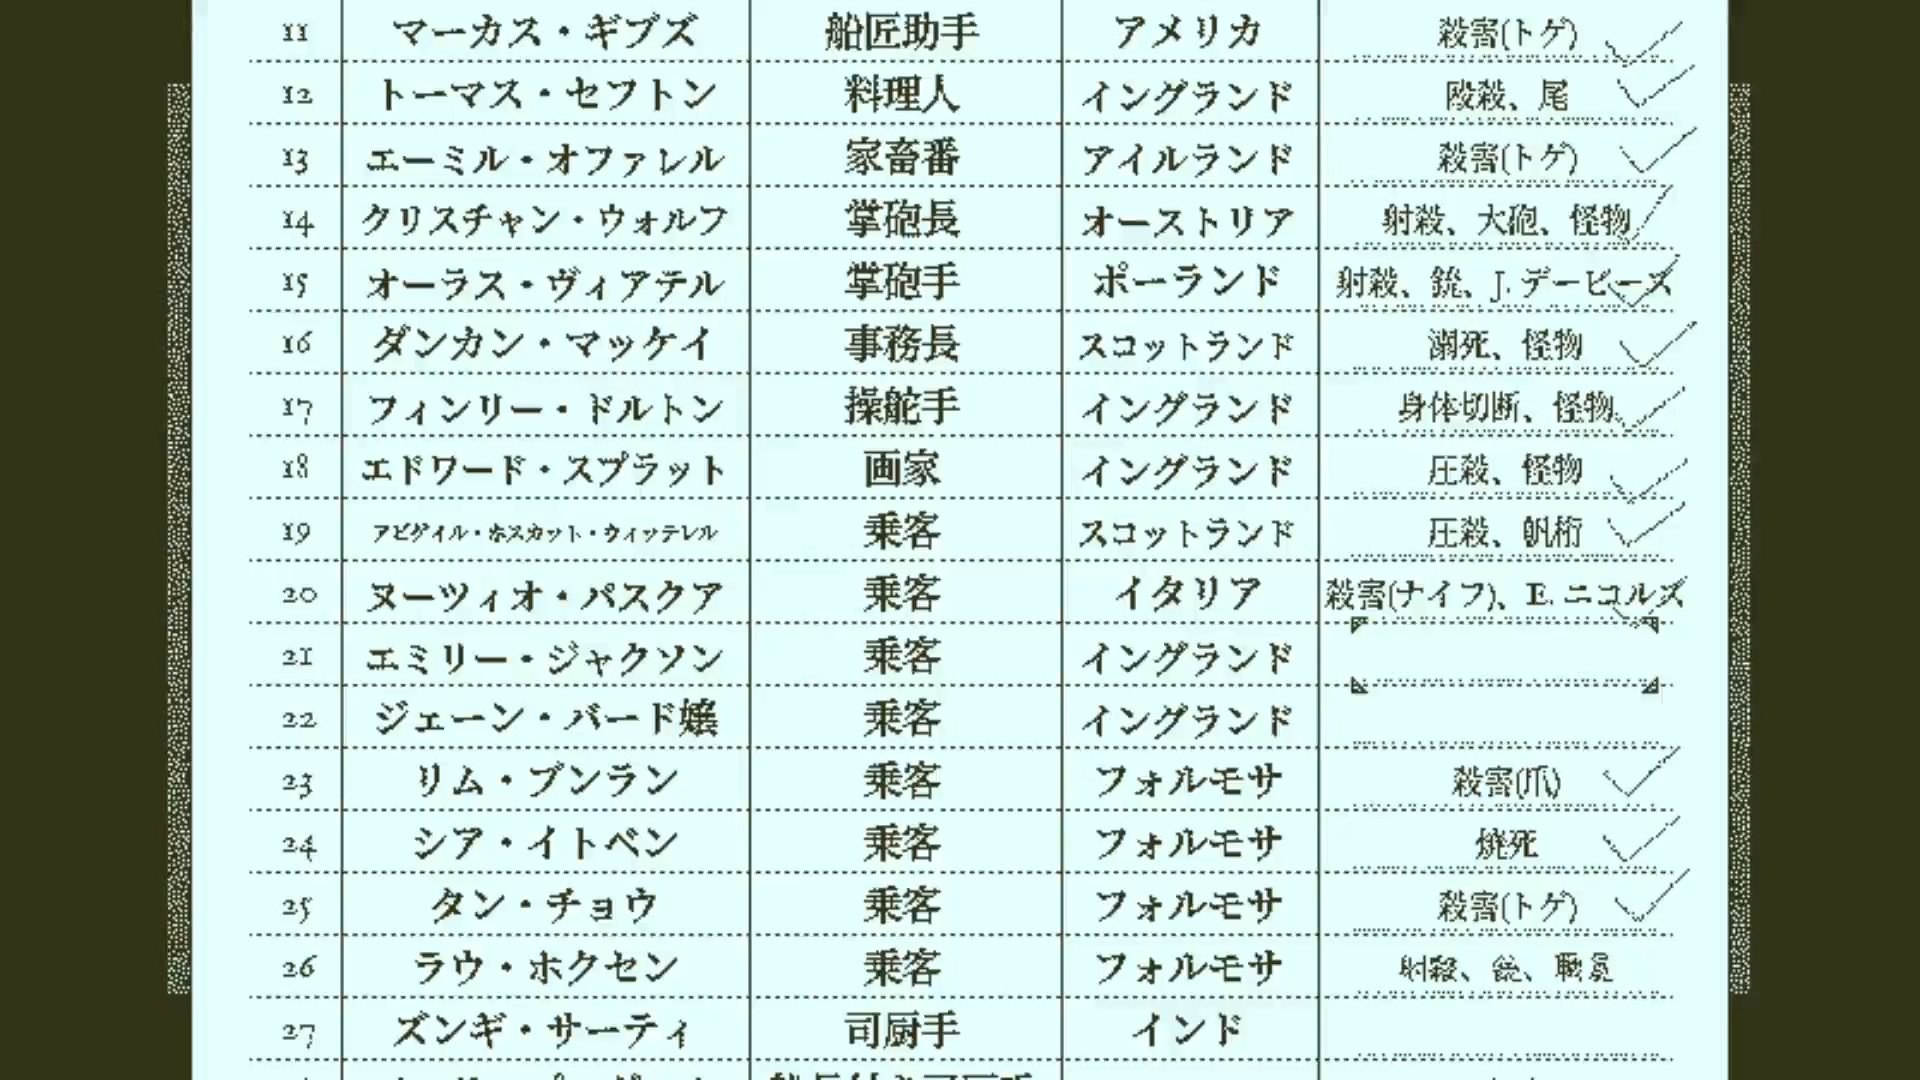 11 マーカス・ギブズ 船匠助手 アメリカ 殺害(トゲ)
12 トーマス・セフトン 料理人 イングランド 殴殺、尾
13 エーミル・オファレル 家畜番 アイルランド 殺害(トゲ)
14 クリスチャン・ウォルフ 掌砲長 オーストリア 射殺、大砲、怪物
15 オーラス・ヴィアテル 掌砲手 ポーランド 射殺、銃、J. デービーズ
16 ダンカン・マッケイ 事務長 スコットランド 溺死、怪物
17 フィンリー・ドルトン 操舵手 イングランド 身体切断、怪物
18 エドワード・スプラット 画家 イングランド 圧殺、怪物
19 アビゲイル・ホスカット・ウィッテレル 乗客 スコットランド 圧殺、帆桁
20 ヌーツィオ・パスクア 乗客 イタリア 殺害(ナイフ)、E. ニコルズ
21 エミリー・ジャクソン 乗客 イングランド
22 ジェーン・バード嬢 乗客 イングランド
23 リム・ブンラン 乗客 フォルモサ 殺害(爪)
24 シア・イトベン 乗客 フォルモサ 焼死
25 タン・チョウ 乗客 フォルモサ 殺害(トゲ)
26 ラウ・ホクセン 乗客 フォルモサ 射殺、銃、職員
27 ズンギ・サーティ 司厨手 インド